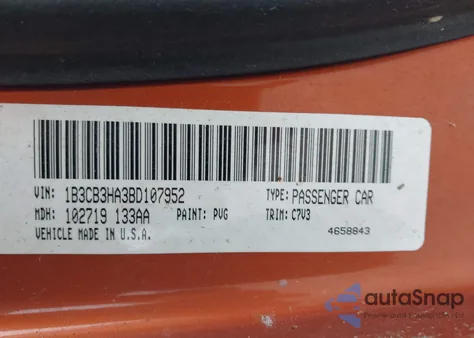 VIN: 1B3CB3HA3BD107952 TYPE: PASSENGER CAR
MDH: 102719 133AA PAINT: PVG TRIM: C7V3
VEHICLE MADE IN U.S.A. 4658843
autoSnap